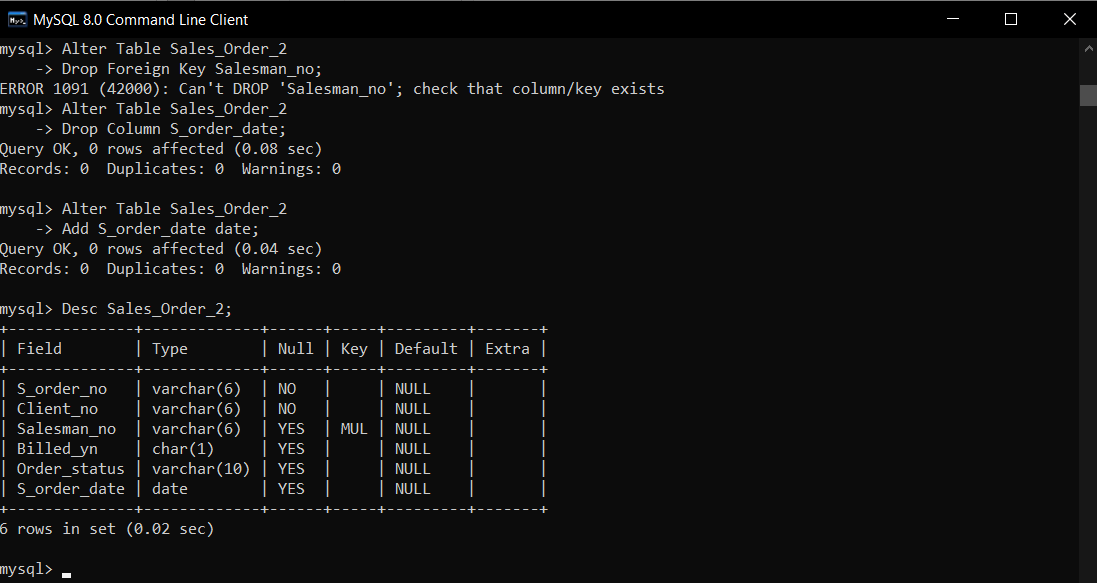 MySQL 8.0 Command Line Client
mysql> Alter Table Sales_Order_2
    -> Drop Foreign Key Salesman_no;
ERROR 1091 (42000): Can't DROP 'Salesman_no'; check that column/key exists
mysql> Alter Table Sales_Order_2
    -> Drop Column S_order_date;
Query OK, 0 rows affected (0.08 sec)
Records: 0  Duplicates: 0  Warnings: 0

mysql> Alter Table Sales_Order_2
    -> Add S_order_date date;
Query OK, 0 rows affected (0.04 sec)
Records: 0  Duplicates: 0  Warnings: 0

mysql> Desc Sales_Order_2;
+--------------+-------------+------+-----+---------+-------+
| Field        | Type        | Null | Key | Default | Extra |
+--------------+-------------+------+-----+---------+-------+
| S_order_no   | varchar(6)  | NO   |     | NULL    |       |
| Client_no    | varchar(6)  | NO   |     | NULL    |       |
| Salesman_no  | varchar(6)  | YES  | MUL | NULL    |       |
| Billed_yn    | char(1)     | YES  |     | NULL    |       |
| Order_status | varchar(10) | YES  |     | NULL    |       |
| S_order_date | date        | YES  |     | NULL    |       |
+--------------+-------------+------+-----+---------+-------+
6 rows in set (0.02 sec)

mysql>